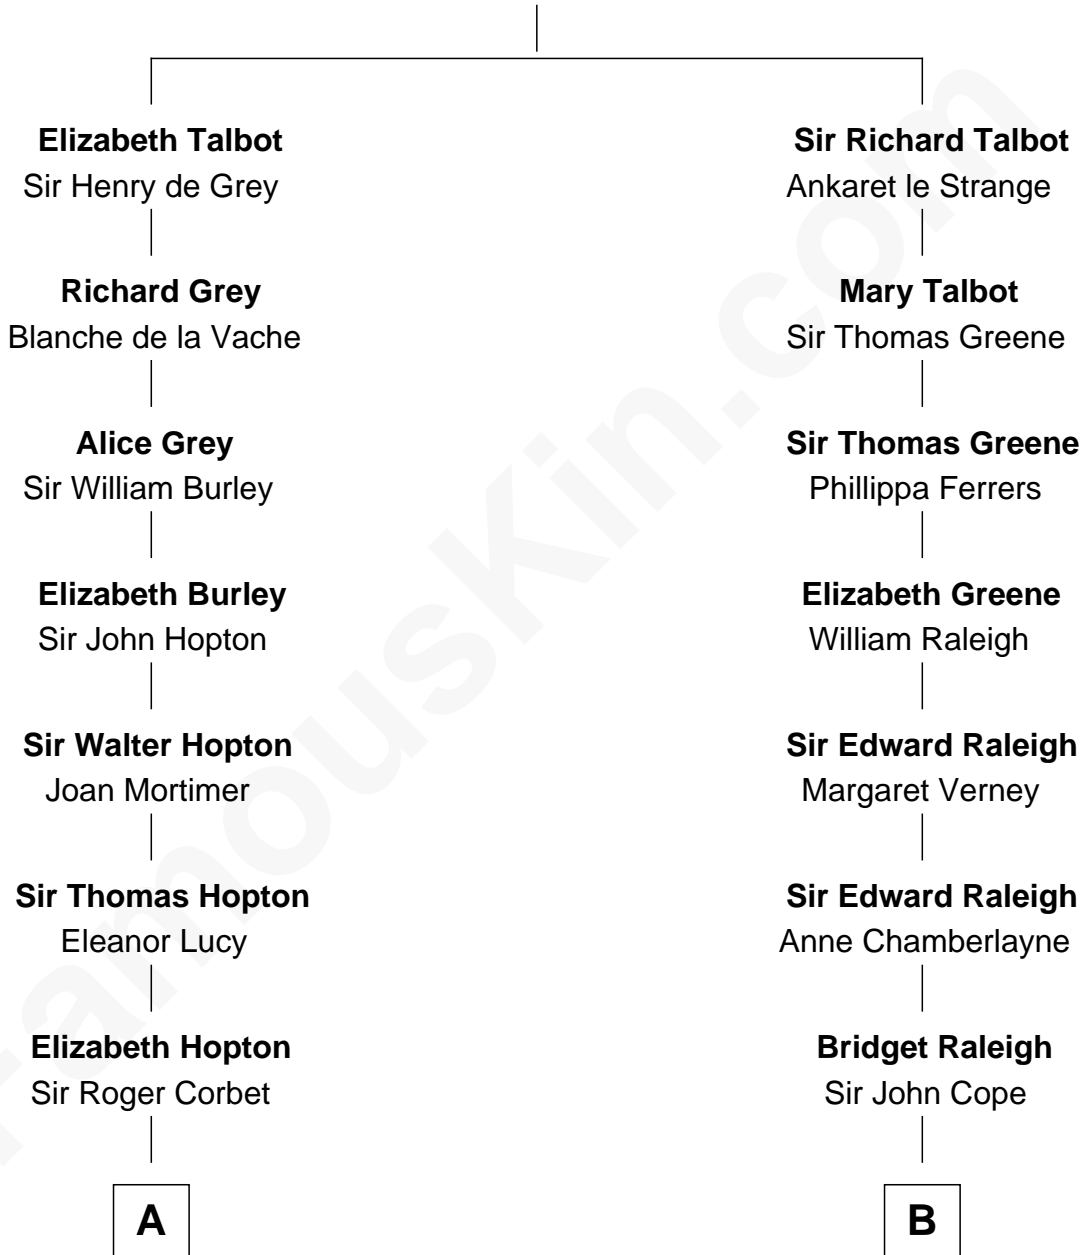 Elizabeth Talbot
Sir Henry de Grey
Richard Grey
Blanche de la Vache
Alice Grey
Sir William Burley
Elizabeth Burley
Sir John Hopton
Sir Walter Hopton
Joan Mortimer
Sir Thomas Hopton
Eleanor Lucy
Elizabeth Hopton
Sir Roger Corbet
A
Sir Richard Talbot
Ankaret le Strange
Mary Talbot
Sir Thomas Greene
Sir Thomas Greene
Phillippa Ferrers
Elizabeth Greene
William Raleigh
Sir Edward Raleigh
Margaret Verney
Sir Edward Raleigh
Anne Chamberlayne
Bridget Raleigh
Sir John Cope
B
FamousKin.com